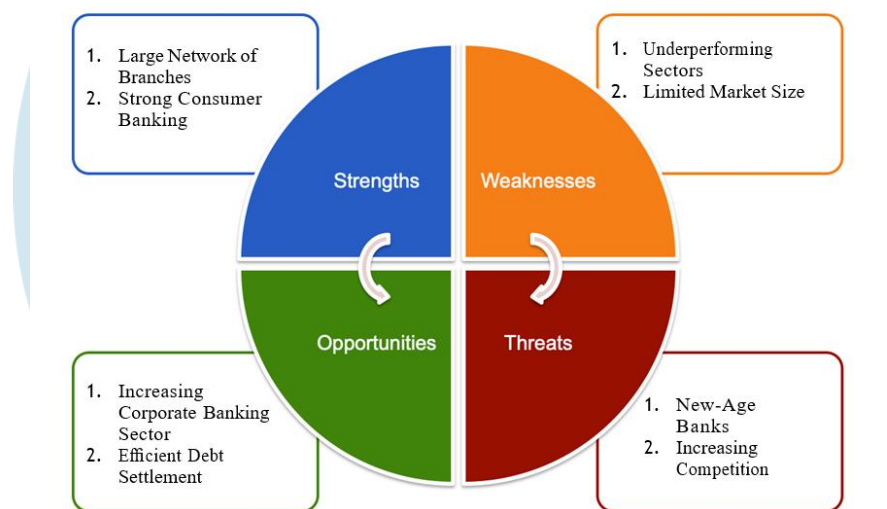 1. Large Network of
Branches
2. Strong Consumer
Banking
1. Underperforming
Sectors
2. Limited Market Size
Strengths
Weaknesses
Opportunities
Threats
1. Increasing
Corporate Banking
Sector
2. Efficient Debt
Settlement
1. New-Age
Banks
2. Increasing
Competition